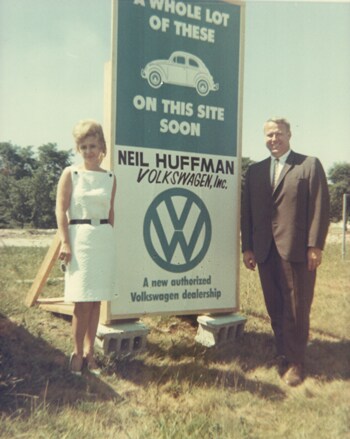 A WHOLE LOT
OF THESE
ON THIS SITE
SOON
NEIL HUFFMAN
VOLKSWAGEN, Inc.
VW
A new authorized
Volkswagen dealership